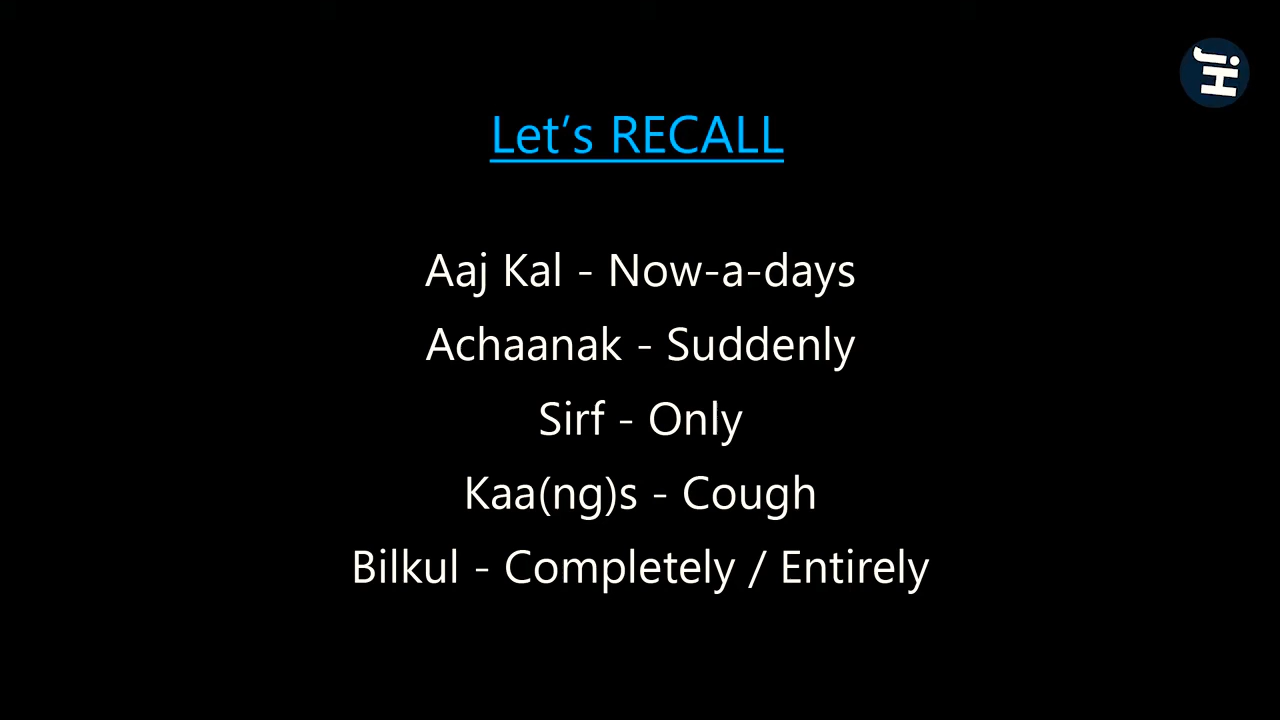 Let's RECALL
Aaj Kal - Now-a-days
Achaanak - Suddenly
Sirf - Only
Kaa(ng)s - Cough
Bilkul - Completely / Entirely